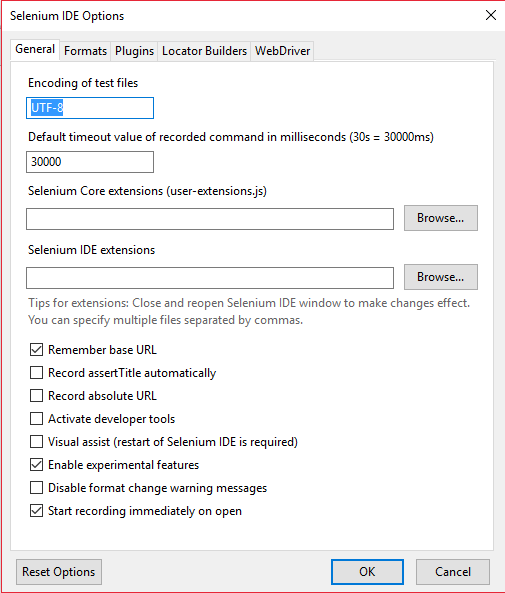 Selenium IDE Options
General Formats Plugins Locator Builders WebDriver
Encoding of test files
UTF-8
Default timeout value of recorded command in milliseconds (30s = 30000ms)
30000
Selenium Core extensions (user-extensions.js)
Browse...
Selenium IDE extensions
Browse...
Tips for extensions: Close and reopen Selenium IDE window to make changes effect.
You can specify multiple files separated by commas.
Remember base URL
Record assertTitle automatically
Record absolute URL
Activate developer tools
Visual assist (restart of Selenium IDE is required)
Enable experimental features
Disable format change warning messages
Start recording immediately on open
Reset Options OK Cancel